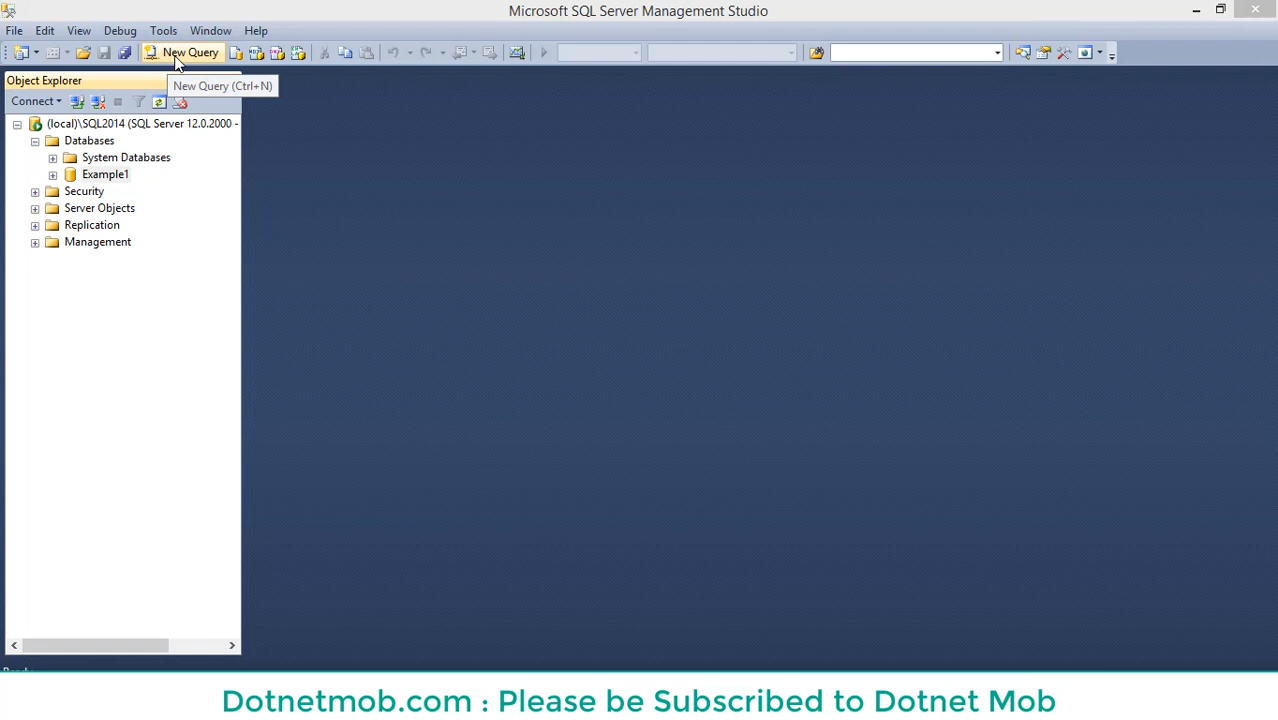 Microsoft SQL Server Management Studio
File Edit View Debug Tools Window Help
New Query
Object Explorer
New Query (Ctrl+N)
Connect
(local)\SQL2014 (SQL Server 12.0.2000 -
Databases
System Databases
Example1
Security
Server Objects
Replication
Management
Dotnetmob.com : Please be Subscribed to Dotnet Mob